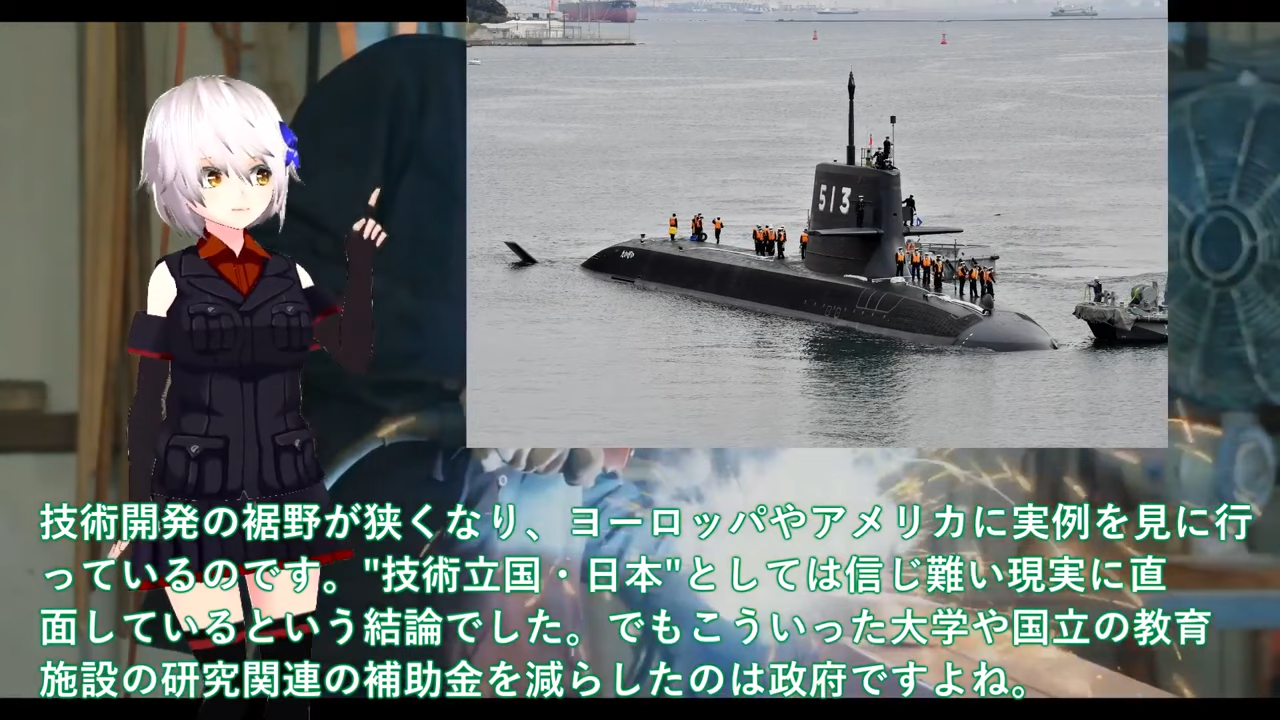 513
技術開発の裾野が狭くなり、ヨーロッパやアメリカに実例を見に行
っているのです。"技術立国・日本"としては信じ難い現実に直
面しているという結論でした。でもこういった大学や国立の教育
施設の研究関連の補助金を減らしたのは政府ですよね。